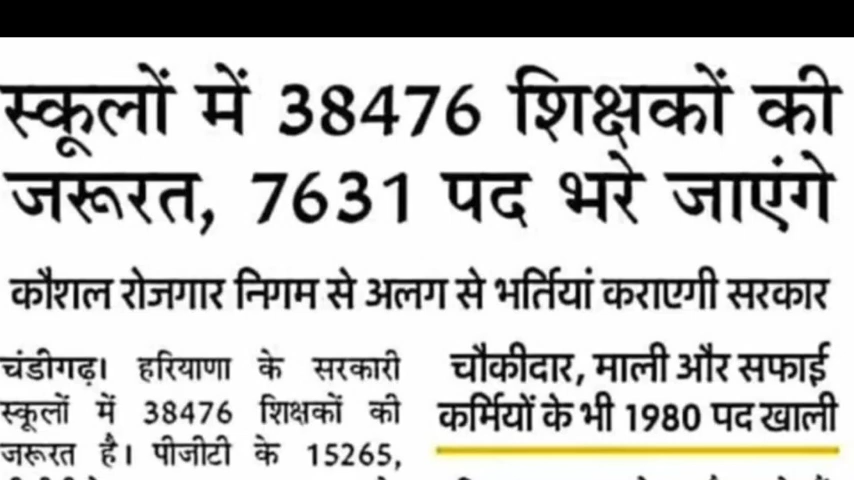 स्कूलों में 38476 शिक्षकों की
जरूरत, 7631 पद भरे जाएंगे
कौशल रोजगार निगम से अलग से भर्तियां कराएगी सरकार
चंडीगढ़। हरियाणा के सरकारी
स्कूलों में 38476 शिक्षकों की
जरूरत है। पीजीटी के 15265,
चौकीदार, माली और सफाई
कर्मियों के भी 1980 पद खाली